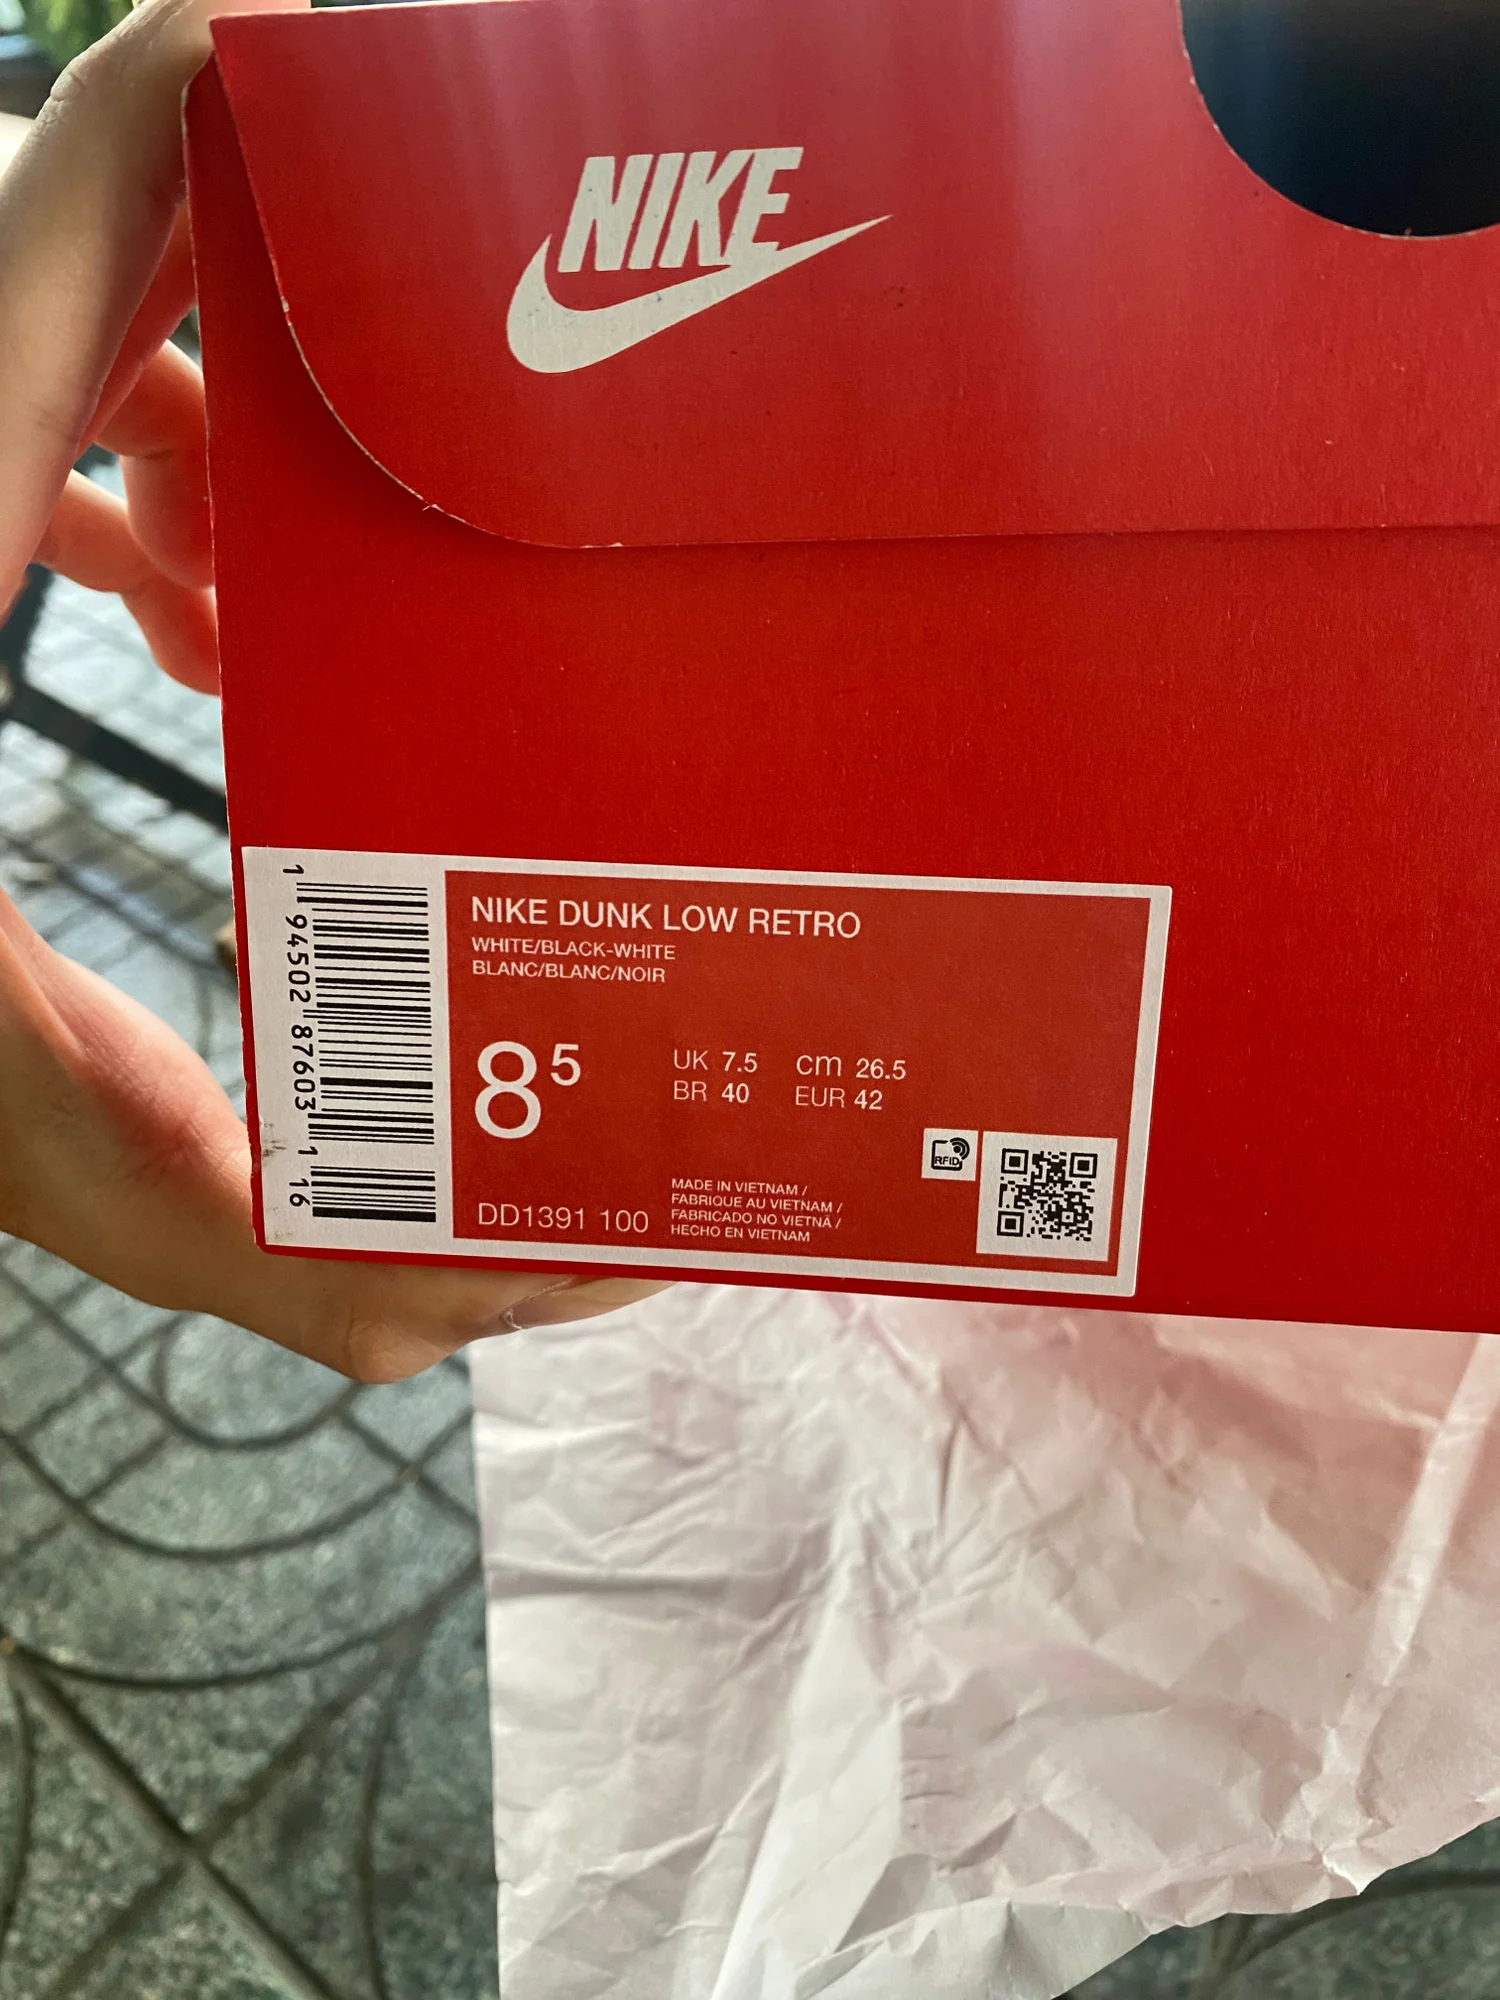 NIKE
NIKE DUNK LOW RETRO
WHITE/BLACK-WHITE
BLANC/BLANC/NOIR
8 5
UK 7.5 cm 26.5
BR 40 EUR 42
RFID
DD1391 100
MADE IN VIETNAM /
FABRIQUE AU VIETNAM /
FABRICADO NO VIETNÃ /
HECHO EN VIETNAM
1 94502 87603 1 16